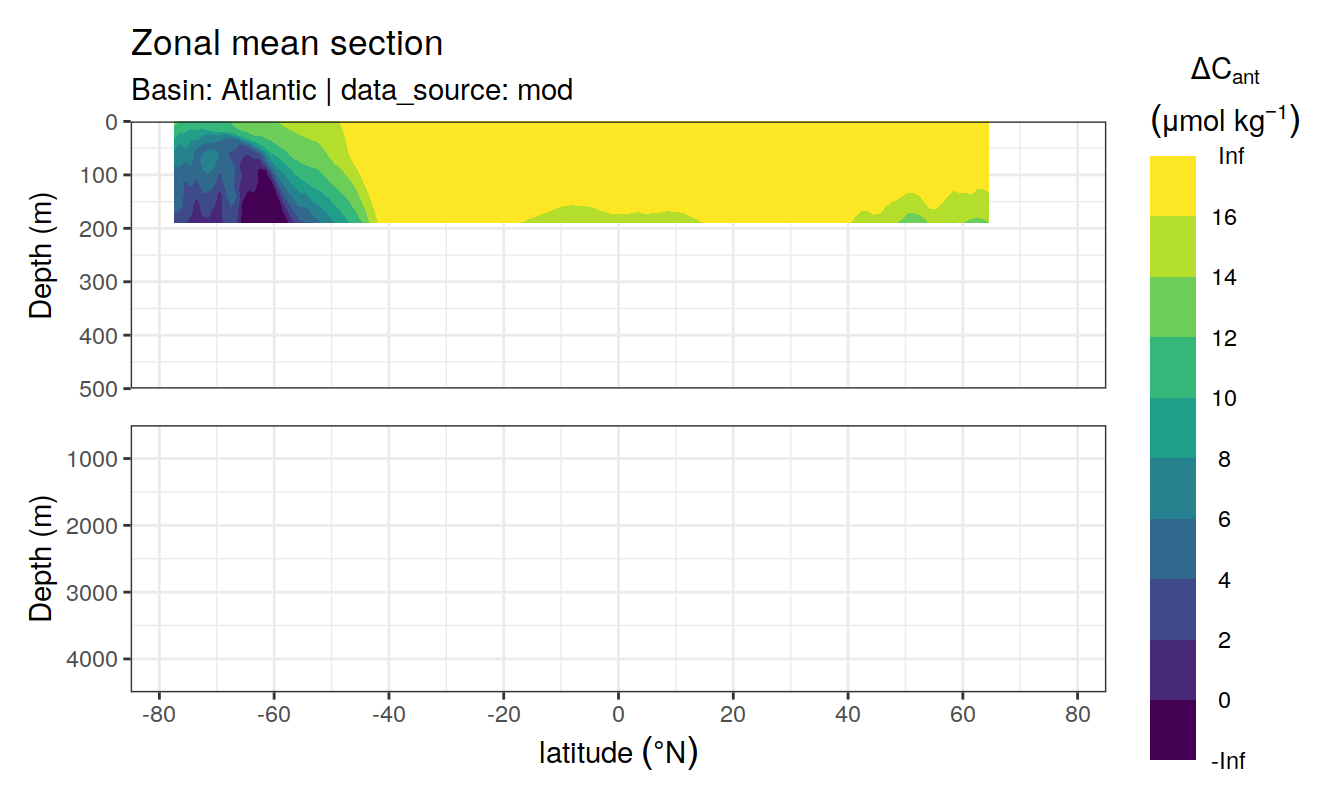 Zonal mean section
Basin: Atlantic | data_source: mod
ΔCant
(μmol kg⁻¹)
Depth (m)
0
100
200
300
400
500
Depth (m)
1000
2000
3000
4000
-80 -60 -40 -20 0 20 40 60 80
latitude (°N)
Inf
16
14
12
10
8
6
4
2
0
-Inf